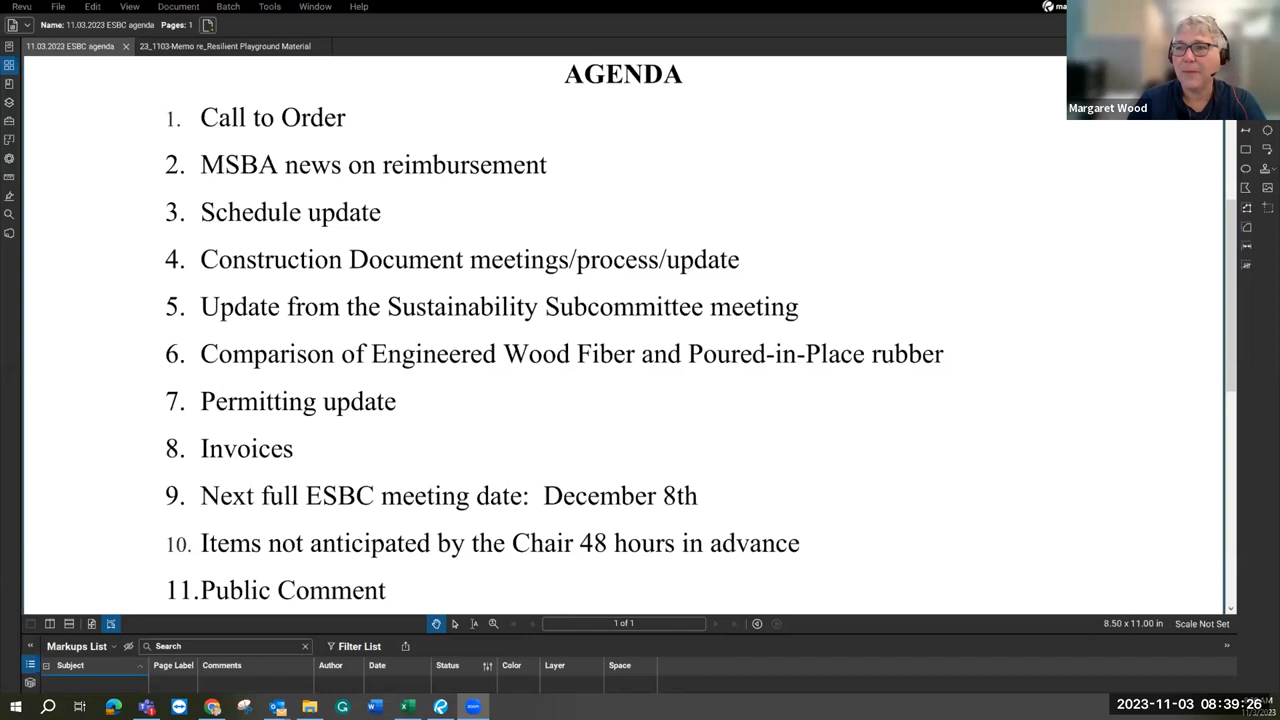 Revu File Edit View Document Batch Tools Window Help
Name: 11.03.2023 ESBC agenda Pages: 1
11.03.2023 ESBC agenda 23_1103-Memo re_Resilient Playground Material
Margaret Wood
AGENDA
1. Call to Order
2. MSBA news on reimbursement
3. Schedule update
4. Construction Document meetings/process/update
5. Update from the Sustainability Subcommittee meeting
6. Comparison of Engineered Wood Fiber and Poured-in-Place rubber
7. Permitting update
8. Invoices
9. Next full ESBC meeting date: December 8th
10. Items not anticipated by the Chair 48 hours in advance
11.Public Comment
1 of 1 8.50 x 11.00 in Scale Not Set
Markups List Search Filter List
Subject Page Label Comments Author Date Status Color Layer Space
2023-11-03 08:39:26